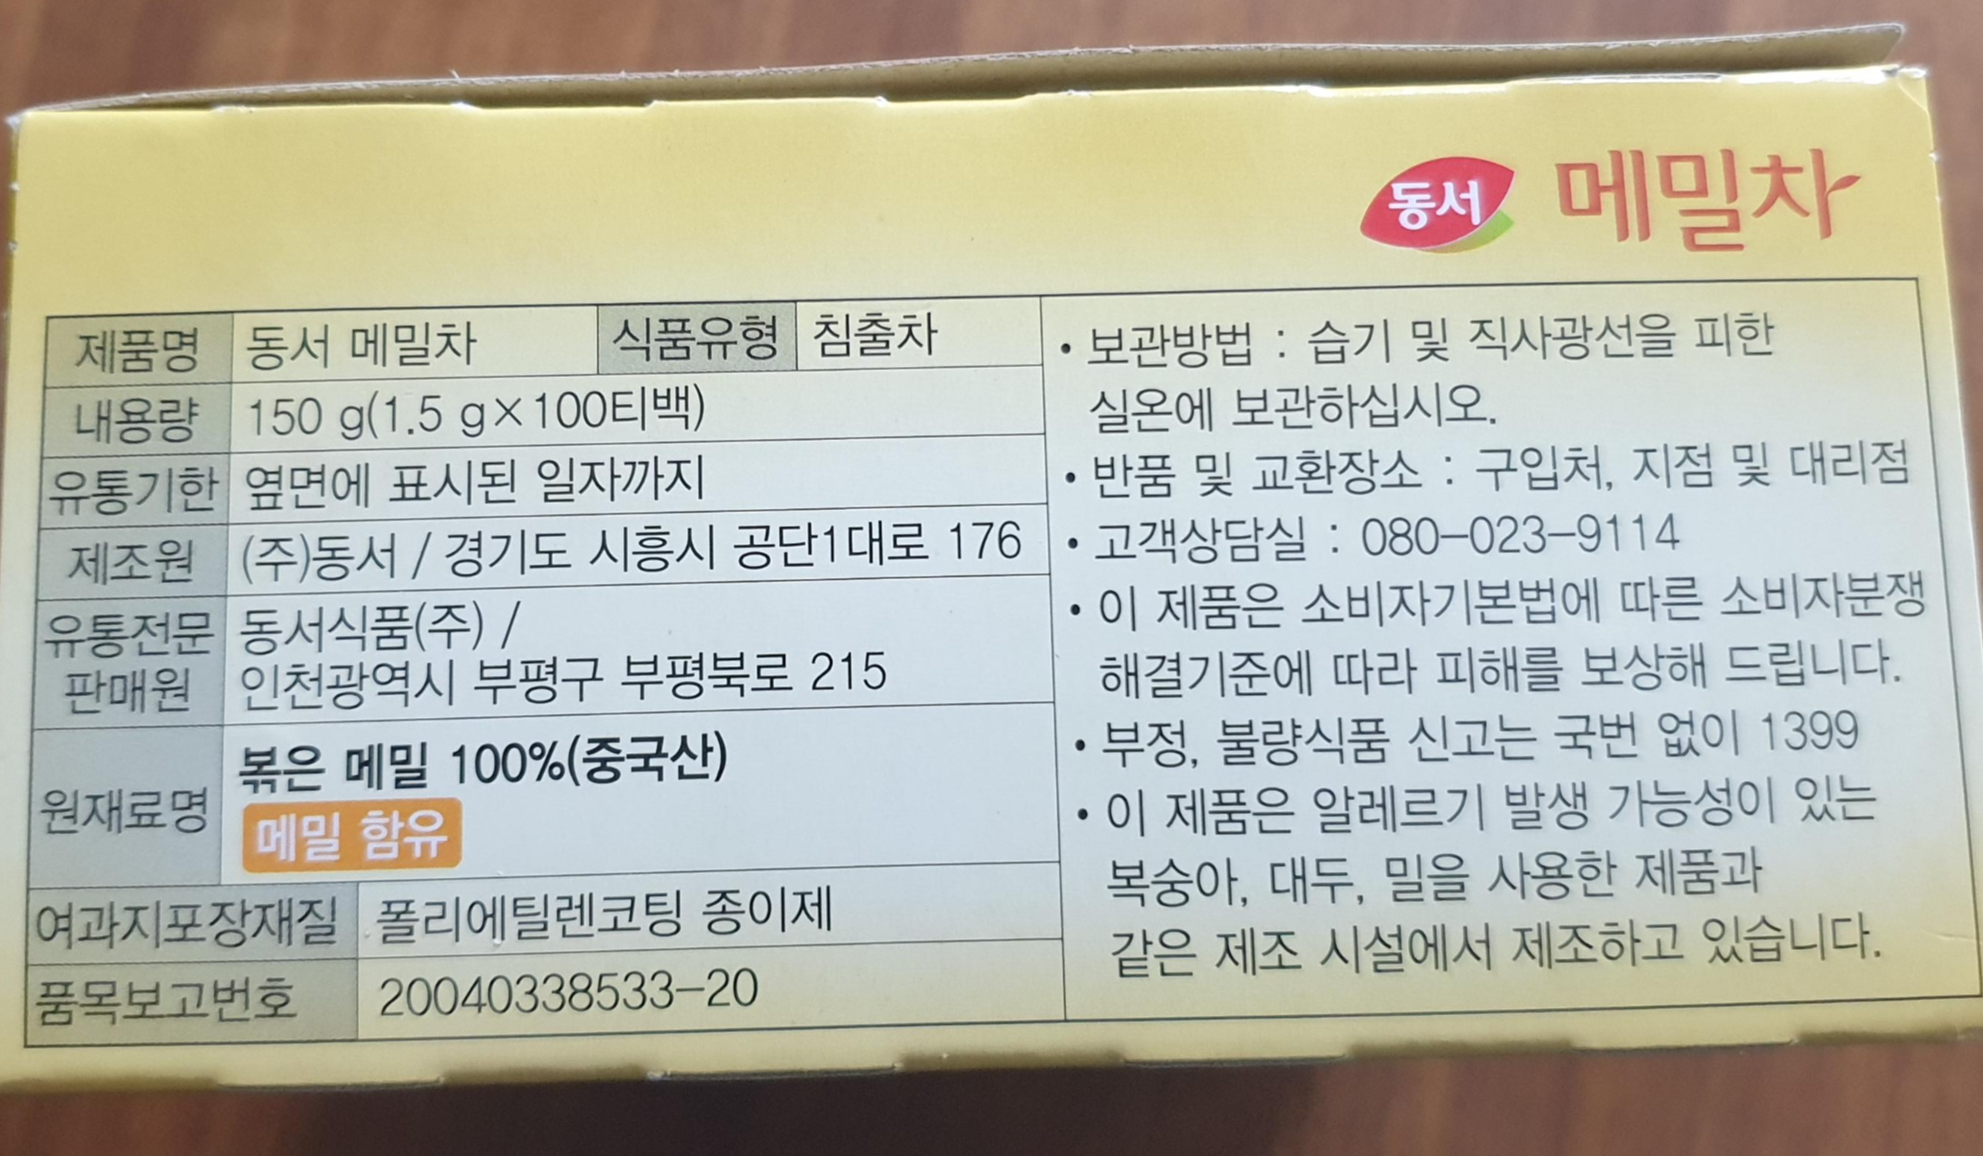 동서 메밀차
제품명 동서 메밀차 식품유형 침출차
내용량 150 g(1.5 g×100티백)
유통기한 옆면에 표시된 일자까지
제조원 (주)동서 / 경기도 시흥시 공단1대로 176
유통전문 동서식품(주) /
판매원 인천광역시 부평구 부평북로 215
원재료명 볶은 메밀 100%(중국산)
메밀 함유
여과지포장재질 폴리에틸렌코팅 종이제
품목보고번호 20040338533-20
• 보관방법 : 습기 및 직사광선을 피한
실온에 보관하십시오.
• 반품 및 교환장소 : 구입처, 지점 및 대리점
• 고객상담실 : 080-023-9114
• 이 제품은 소비자기본법에 따른 소비자분쟁
해결기준에 따라 피해를 보상해 드립니다.
• 부정, 불량식품 신고는 국번 없이 1399
• 이 제품은 알레르기 발생 가능성이 있는
복숭아, 대두, 밀을 사용한 제품과
같은 제조 시설에서 제조하고 있습니다.